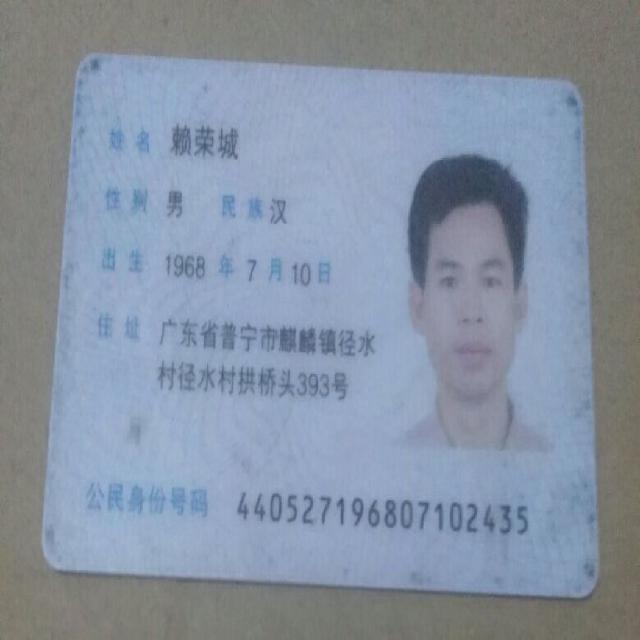 姓名 赖荣城
性别 男 民族 汉
出生 1968 年 7 月 10 日
住址 广东省普宁市麒麟镇径水
村径水村拱桥头393号
公民身份号码 440527196807102435